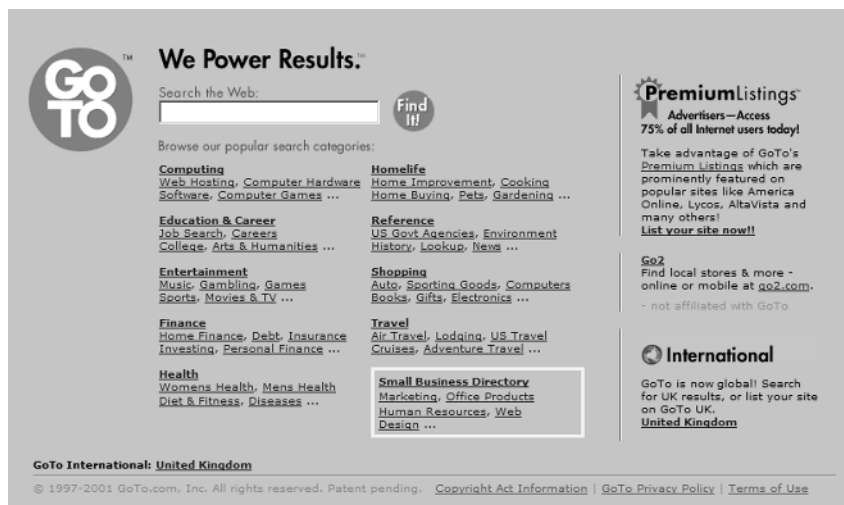 GO
TO
TM
We Power Results.™
Search the Web:
Find
It!
Browse our popular search categories:
Computing
Web Hosting, Computer Hardware
Software, Computer Games ...
Homelife
Home Improvement, Cooking
Home Buying, Pets, Gardening ...
Education & Career
Job Search, Careers
College, Arts & Humanities ...
Reference
US Govt Agencies, Environment
History, Lookup, News ...
Entertainment
Music, Gambling, Games
Sports, Movies & TV ...
Shopping
Auto, Sporting Goods, Computers
Books, Gifts, Electronics ...
Finance
Home Finance, Debt, Insurance
Investing, Personal Finance ...
Travel
Air Travel, Lodging, US Travel
Cruises, Adventure Travel ...
Health
Womens Health, Mens Health
Diet & Fitness, Diseases ...
Small Business Directory
Marketing, Office Products
Human Resources, Web
Design ...
PremiumListings™
Advertisers—Access
75% of all Internet users today!
Take advantage of GoTo's
Premium Listings which are
prominently featured on
popular sites like America
Online, Lycos, AltaVista and
many others!
List your site now!!
Go2
Find local stores & more -
online or mobile at go2.com.
- not affiliated with GoTo
International
GoTo is now global! Search
for UK results, or list your site
on GoTo UK.
United Kingdom
GoTo International: United Kingdom
© 1997-2001 GoTo.com, Inc. All rights reserved. Patent pending. Copyright Act Information | GoTo Privacy Policy | Terms of Use